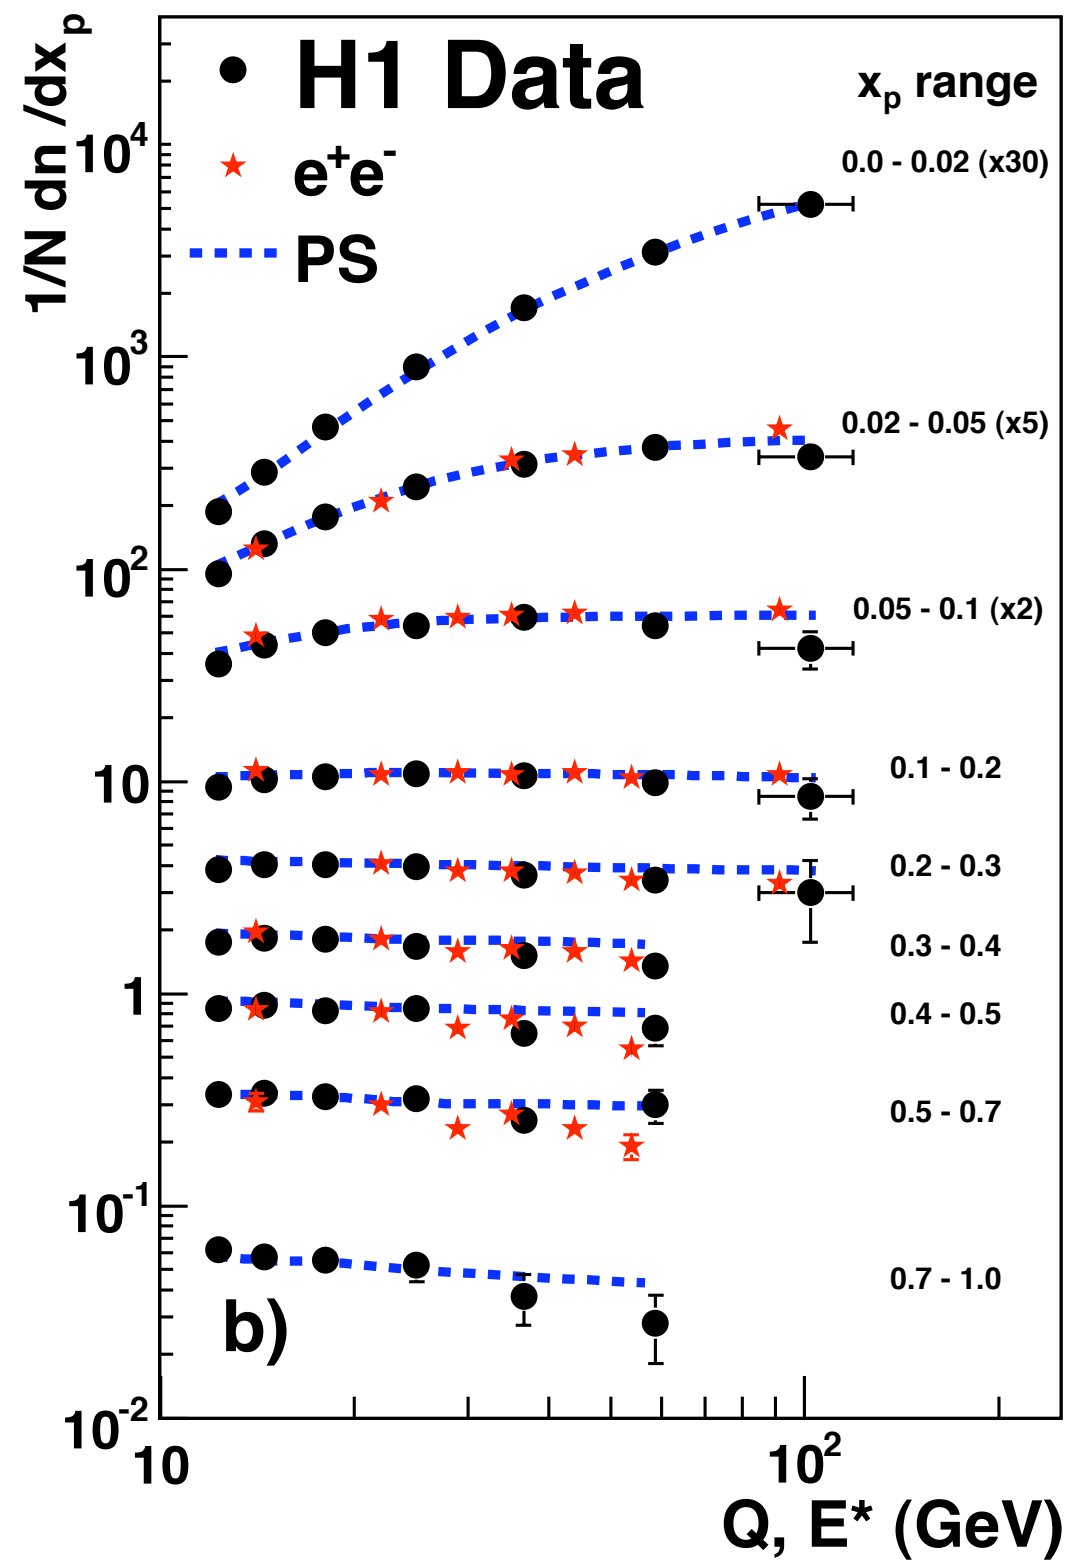 1/N dn /dxₚ
H1 Data
e⁺e⁻
PS
xₚ range
0.0 - 0.02 (x30)
0.02 - 0.05 (x5)
0.05 - 0.1 (x2)
0.1 - 0.2
0.2 - 0.3
0.3 - 0.4
0.4 - 0.5
0.5 - 0.7
0.7 - 1.0
10⁴
10³
10²
10
1
10⁻¹
10⁻²
b)
10
10²
Q, E* (GeV)